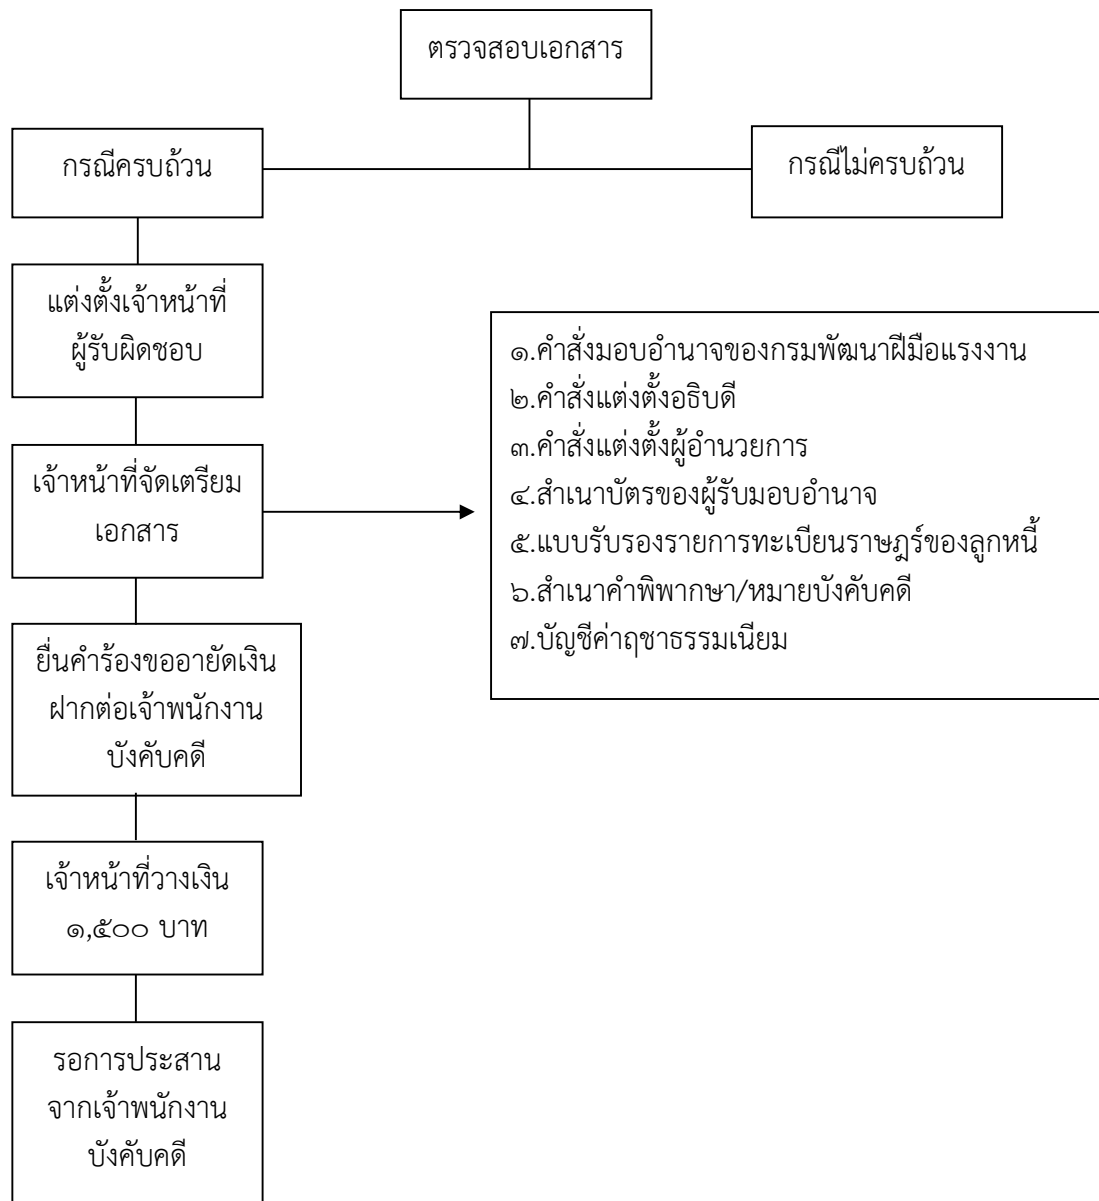 ตรวจสอบเอกสาร
กรณีครบถ้วน
กรณีไม่ครบถ้วน
แต่งตั้งเจ้าหน้าที่
ผู้รับผิดชอบ
เจ้าหน้าที่จัดเตรียม
เอกสาร
๑.คำสั่งมอบอำนาจของกรมพัฒนาฝีมือแรงงาน
๒.คำสั่งแต่งตั้งอธิบดี
๓.คำสั่งแต่งตั้งผู้อำนวยการ
๔.สำเนาบัตรของผู้รับมอบอำนาจ
๕.แบบรับรองรายการทะเบียนราษฎร์ของลูกหนี้
๖.สำเนาคำพิพากษา/หมายบังคับคดี
๗.บัญชีค่าฤชาธรรมเนียม
ยื่นคำร้องขออายัดเงิน
ฝากต่อเจ้าพนักงาน
บังคับคดี
เจ้าหน้าที่วางเงิน
๑,๕๐๐ บาท
รอการประสาน
จากเจ้าพนักงาน
บังคับคดี